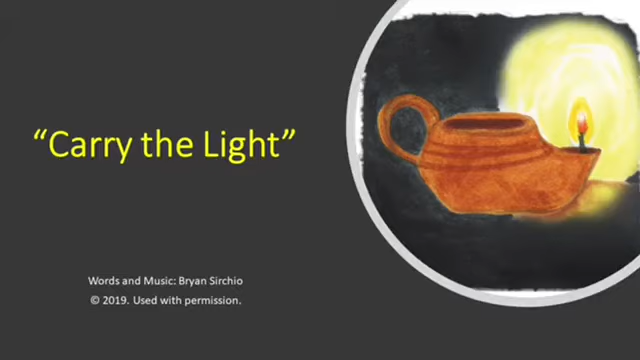 “Carry the Light”
Words and Music: Bryan Sirchio
© 2019. Used with permission.